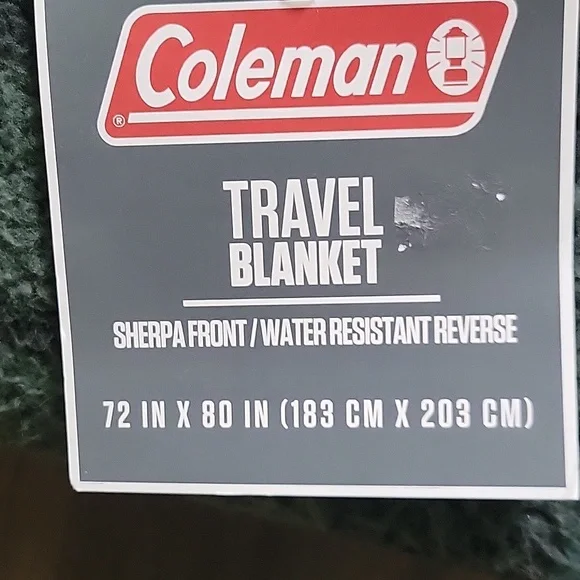 Coleman
®
TRAVEL
BLANKET
SHERPA FRONT / WATER RESISTANT REVERSE
72 IN X 80 IN (183 CM X 203 CM)